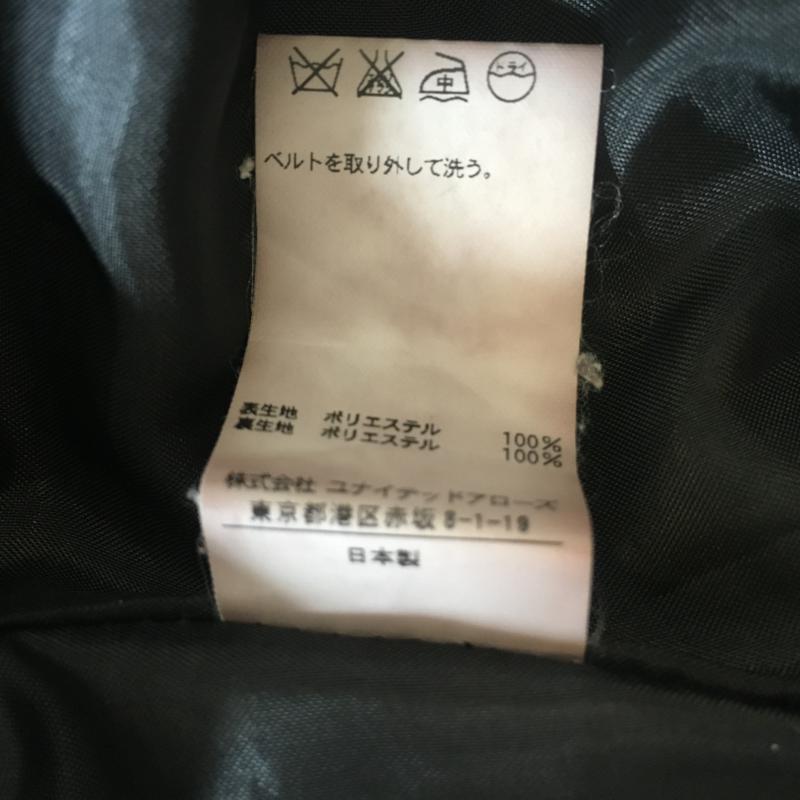 中 ドライ
ベルトを取り外して洗う。
表生地 ポリエステル 100%
裏生地 ポリエステル 100%
株式会社 ユナイテッドアローズ
東京都港区赤坂8-1-19
日本製